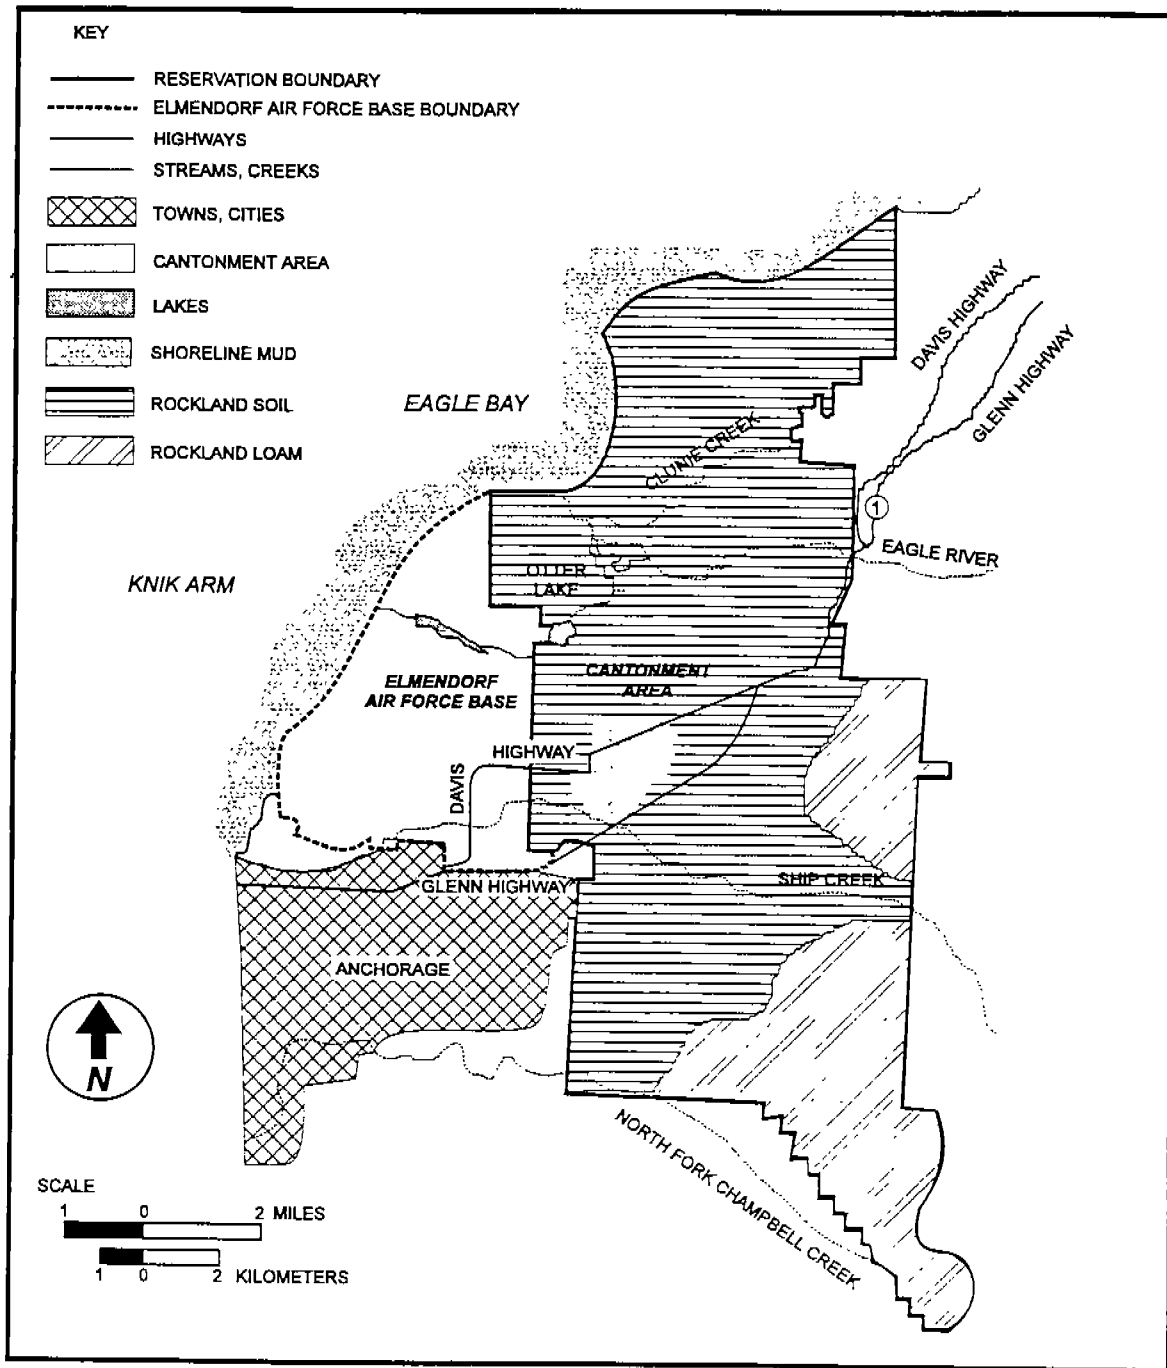 KEY
RESERVATION BOUNDARY
ELMENDORF AIR FORCE BASE BOUNDARY
HIGHWAYS
STREAMS, CREEKS
TOWNS, CITIES
CANTONMENT AREA
LAKES
SHORELINE MUD
ROCKLAND SOIL
ROCKLAND LOAM
DAVIS HIGHWAY
GLENN HIGHWAY
EAGLE BAY
CLUNIE CREEK
1
EAGLE RIVER
KNIK ARM
OTTER
LAKE
ELMENDORF
AIR FORCE BASE
CANTONMENT
AREA
HIGHWAY
DAVIS
GLENN HIGHWAY
SHIP CREEK
ANCHORAGE
N
NORTH FORK CHAMPBELL CREEK
SCALE
1 0 2 MILES
1 0 2 KILOMETERS